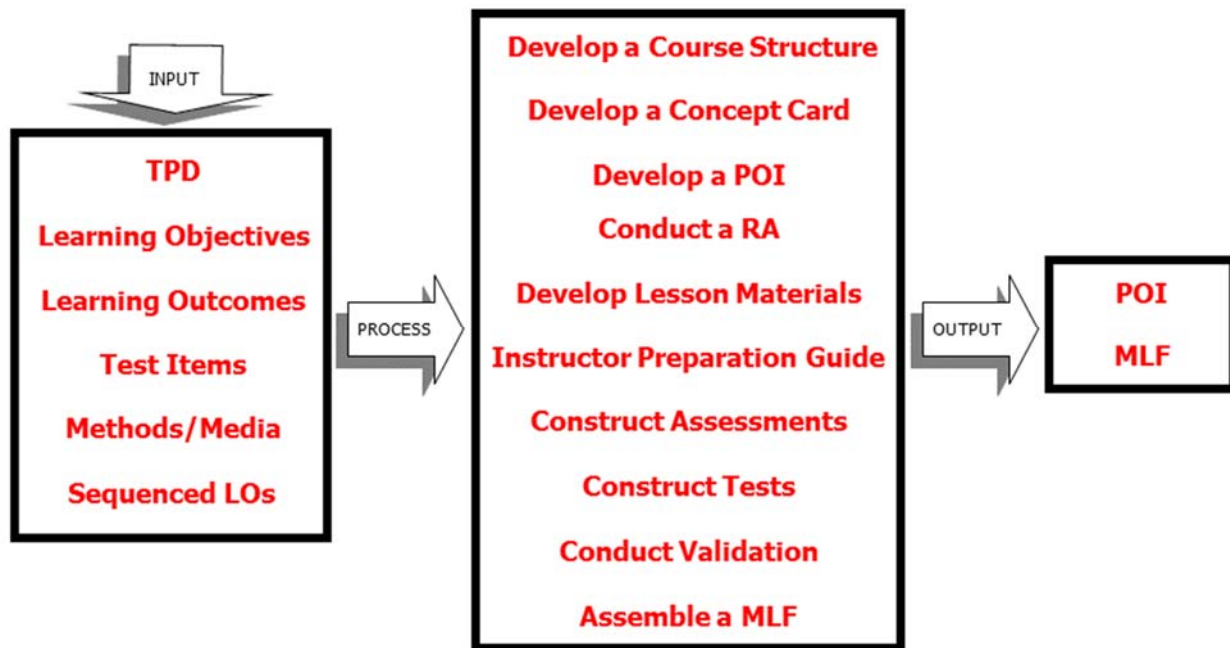 INPUT
TPD
Learning Objectives
Learning Outcomes
Test Items
Methods/Media
Sequenced LOs
PROCESS
Develop a Course Structure
Develop a Concept Card
Develop a POI
Conduct a RA
Develop Lesson Materials
Instructor Preparation Guide
Construct Assessments
Construct Tests
Conduct Validation
Assemble a MLF
OUTPUT
POI
MLF